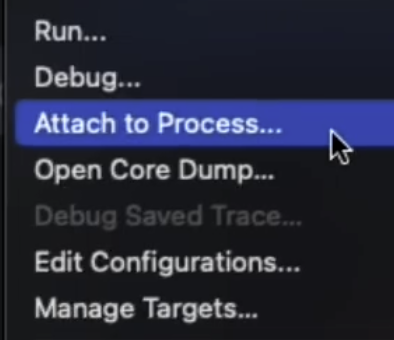 Run...
Debug...
Attach to Process...
Open Core Dump...
Debug Saved Trace...
Edit Configurations...
Manage Targets...